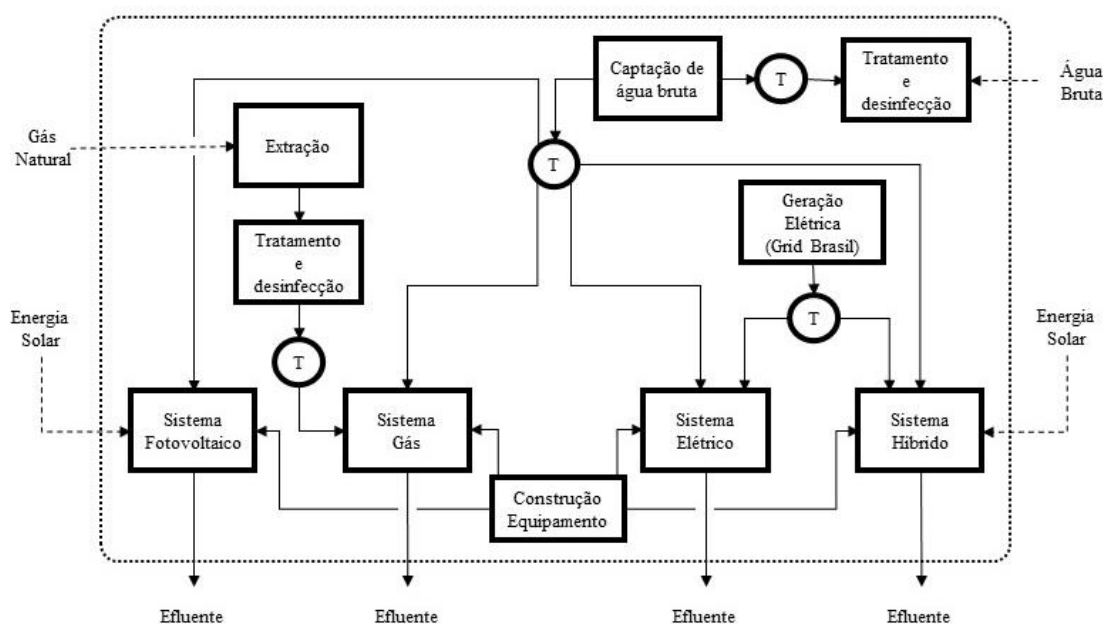 Captação de
água bruta
T
Tratamento
e
desinfecção
Água
Bruta
Gás
Natural
Extração
T
Geração
Elétrica
(Grid Brasil)
Tratamento
e
desinfecção
Energia
Solar
T
T
Energia
Solar
Sistema
Fotovoltaico
Sistema
Gás
Sistema
Elétrico
Sistema
Híbrido
Construção
Equipamento
Efluente
Efluente
Efluente
Efluente